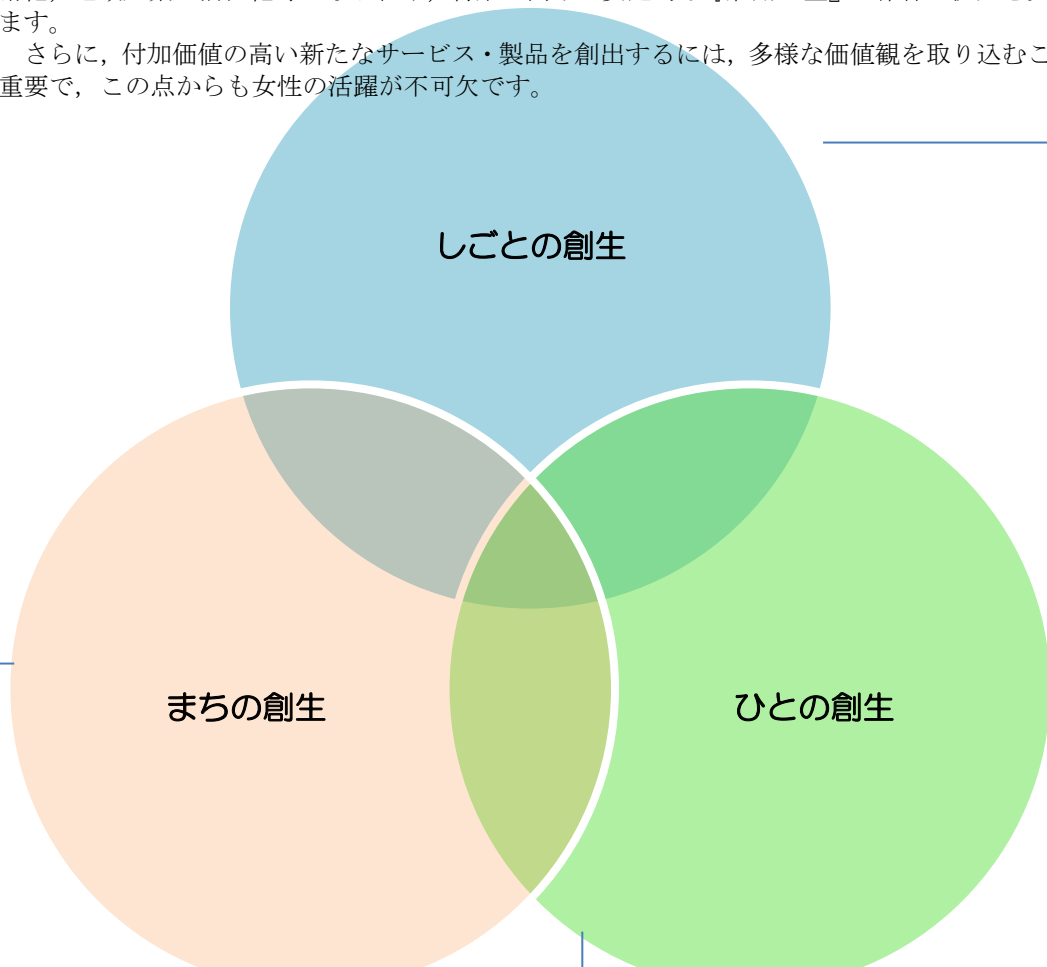 ます。
さらに，付加価値の高い新たなサービス・製品を創出するには，多様な価値観を取り込むこ
重要で，この点からも女性の活躍が不可欠です。
しごとの創生
まちの創生
ひとの創生